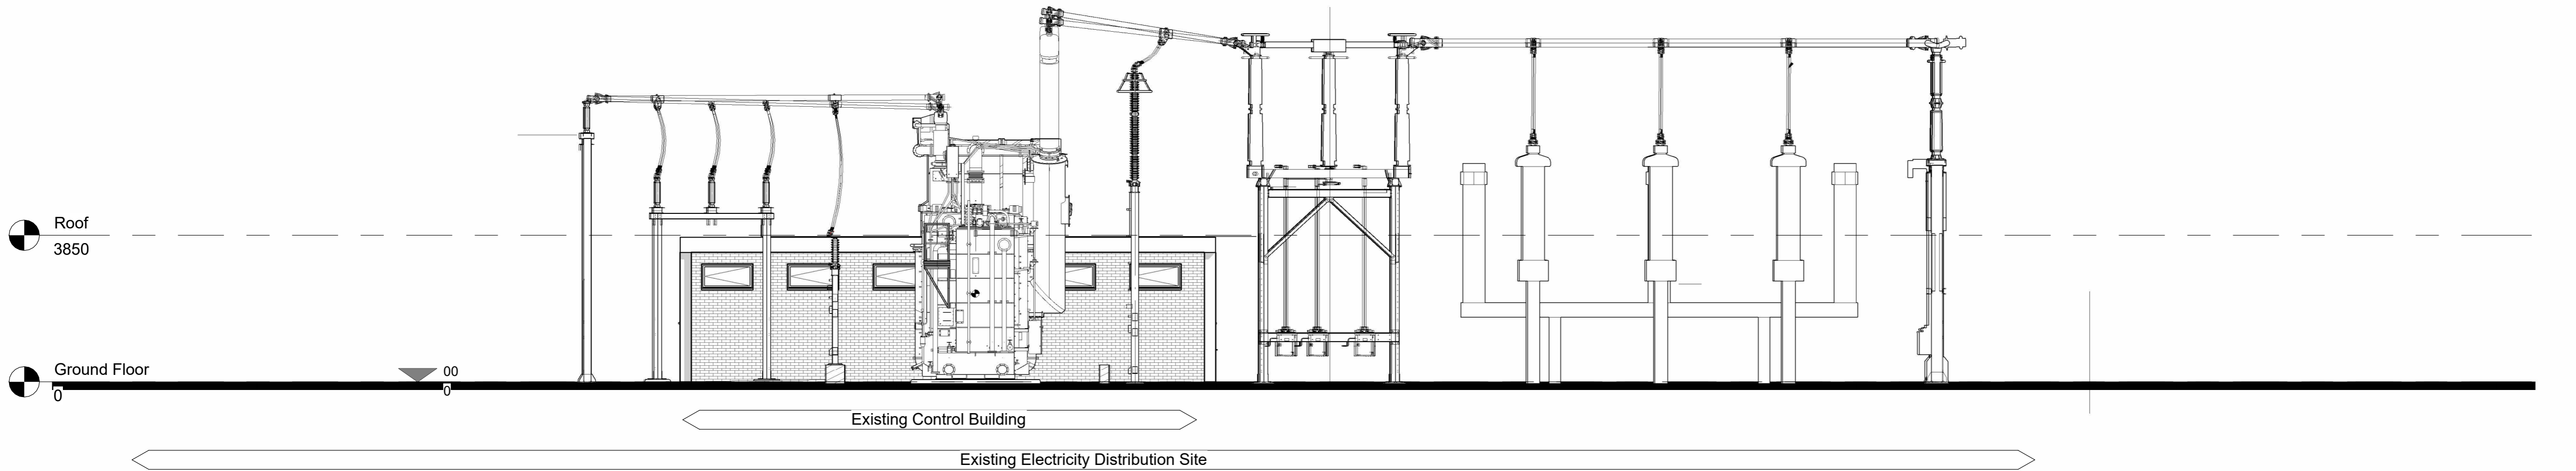 Roof
3850
Ground Floor
0
00
0
Existing Control Building
Existing Electricity Distribution Site